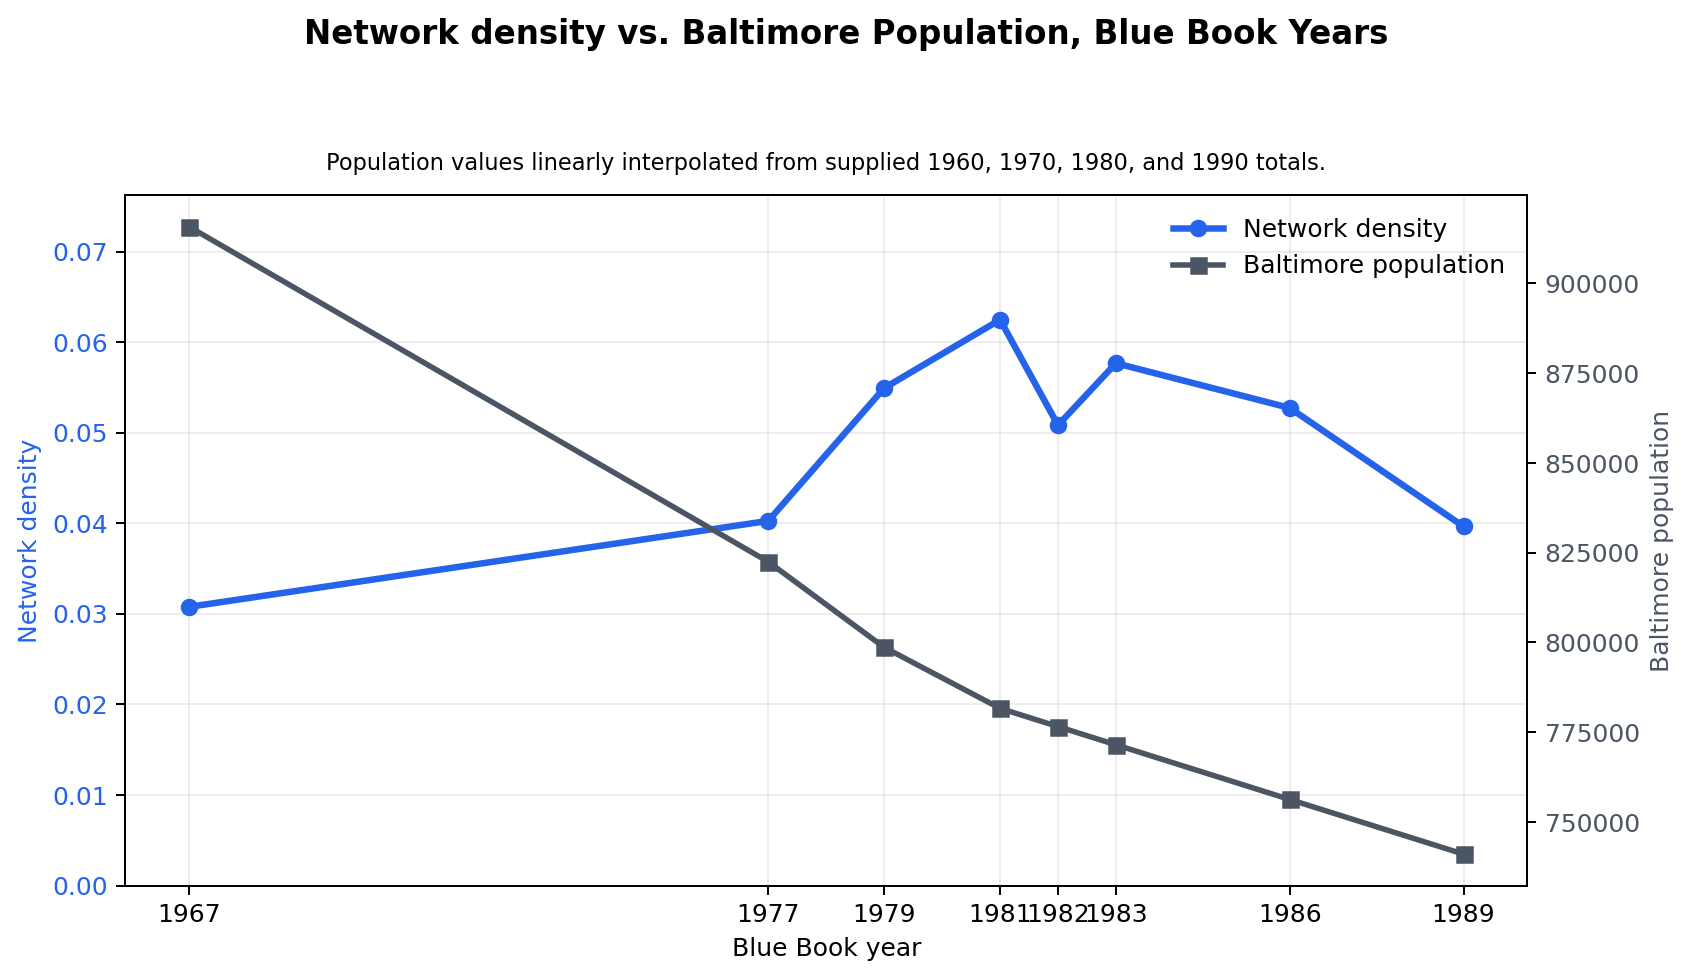 Network density vs. Baltimore Population, Blue Book Years
Population values linearly interpolated from supplied 1960, 1970, 1980, and 1990 totals.
Network density
Baltimore population
0.07
0.06
0.05
0.04
0.03
0.02
0.01
0.00
Network density
900000
875000
850000
825000
800000
775000
750000
Baltimore population
1967 1977 1979 1981 1982 1983 1986 1989
Blue Book year